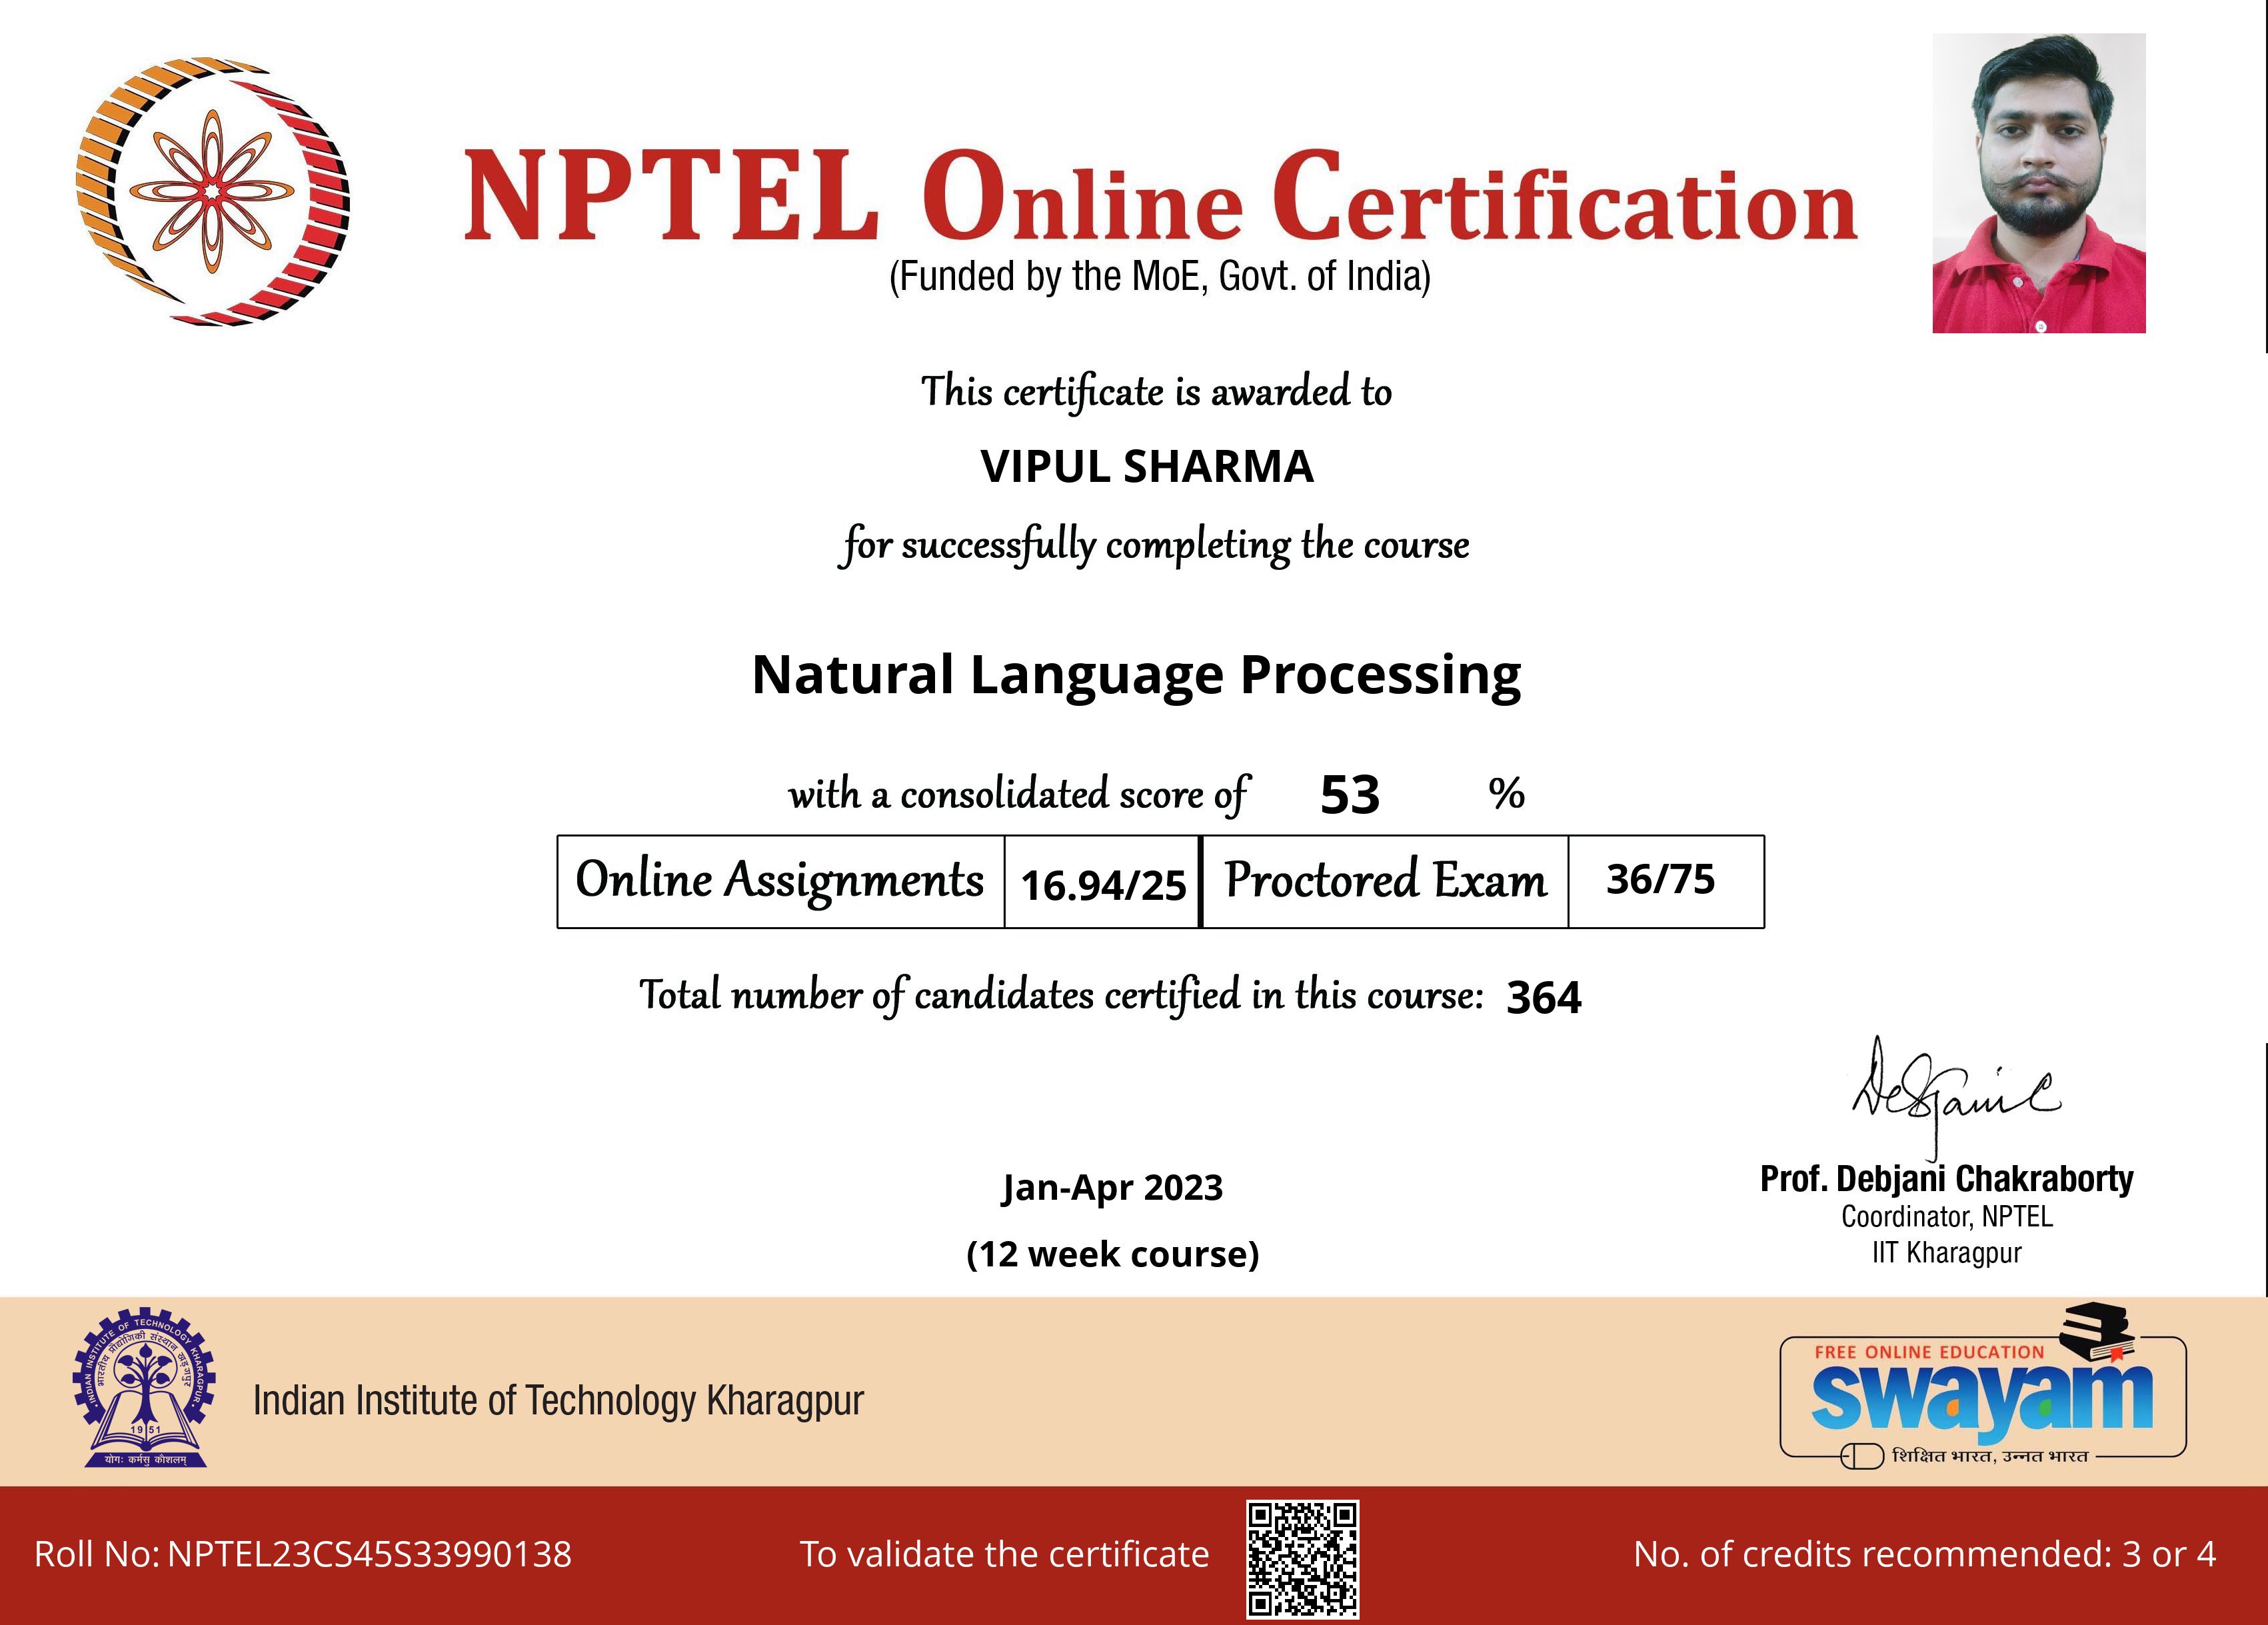 NPTEL Online Certification
(Funded by the MoE, Govt. of India)
This certificate is awarded to
VIPUL SHARMA
for successfully completing the course
Natural Language Processing
with a consolidated score of 53 %
Online Assignments 16.94/25 Proctored Exam 36/75
Total number of candidates certified in this course: 364
Debjani C
Jan-Apr 2023
(12 week course)
Prof. Debjani Chakraborty
Coordinator, NPTEL
IIT Kharagpur
INDIAN INSTITUTE OF TECHNOLOGY KHARAGPUR
भारतीय प्रौद्योगिकी संस्थान खड़गपुर
1951
योगः कर्मसु कौशलम्
Indian Institute of Technology Kharagpur
FREE ONLINE EDUCATION
swayam
शिक्षित भारत, उन्नत भारत
Roll No: NPTEL23CS45S33990138
To validate the certificate
No. of credits recommended: 3 or 4